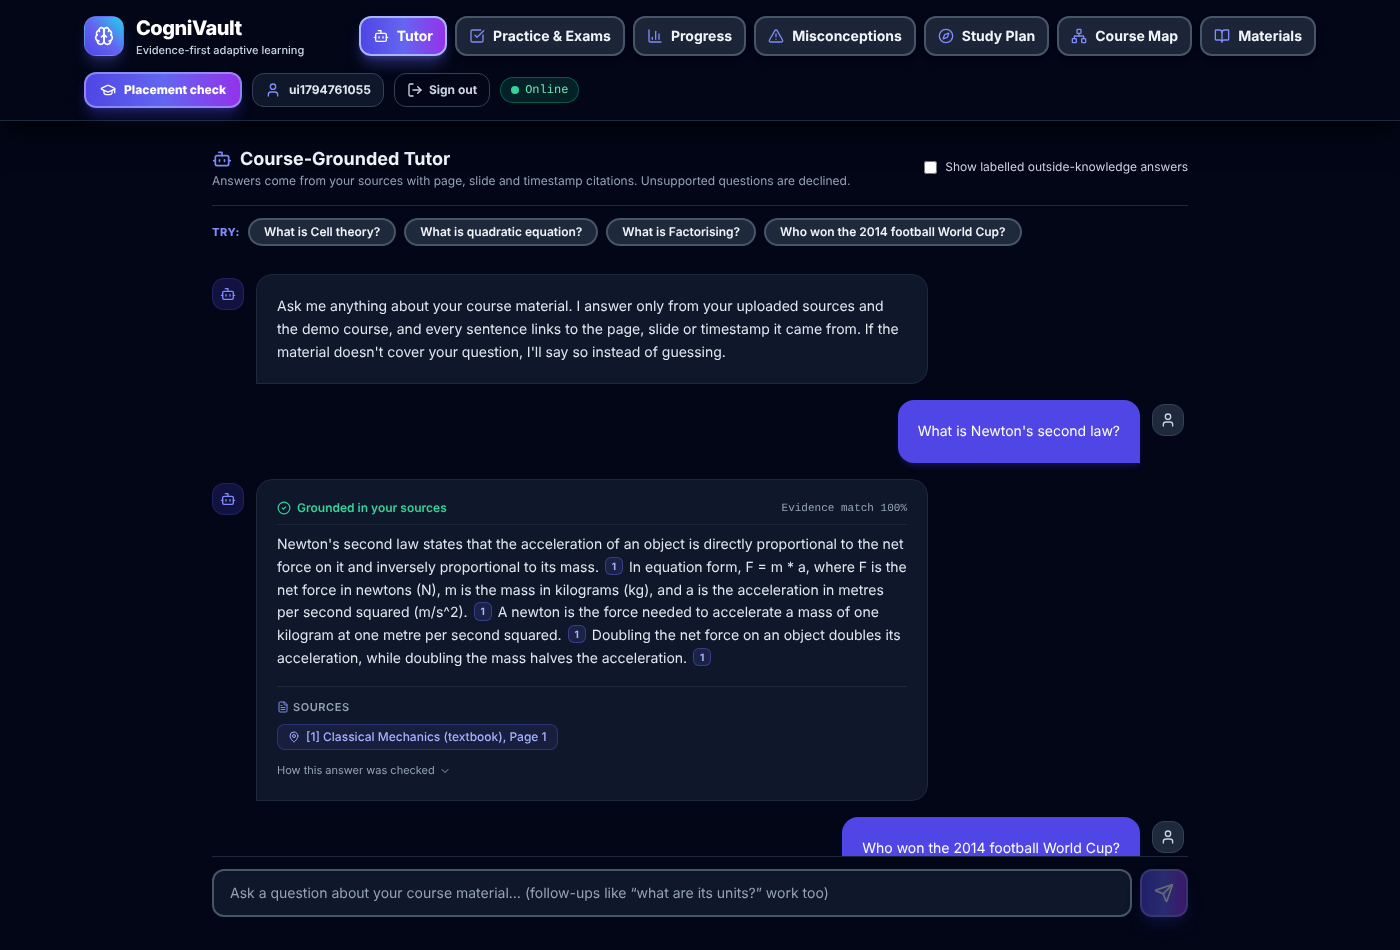 CogniVault
Evidence-first adaptive learning
Tutor
Practice & Exams
Progress
Misconceptions
Study Plan
Course Map
Materials
Placement check
ui1794761055
Sign out
Online
Course-Grounded Tutor
Answers come from your sources with page, slide and timestamp citations. Unsupported questions are declined.
Show labelled outside-knowledge answers
TRY:
What is Cell theory?
What is quadratic equation?
What is Factorising?
Who won the 2014 football World Cup?
Ask me anything about your course material. I answer only from your uploaded sources and
the demo course, and every sentence links to the page, slide or timestamp it came from. If the
material doesn't cover your question, I'll say so instead of guessing.
What is Newton's second law?
Grounded in your sources
Evidence match 100%
Newton's second law states that the acceleration of an object is directly proportional to the net
force on it and inversely proportional to its mass. 1 In equation form, F = m * a, where F is the
net force in newtons (N), m is the mass in kilograms (kg), and a is the acceleration in metres
per second squared (m/s^2). 1 A newton is the force needed to accelerate a mass of one
kilogram at one metre per second squared. 1 Doubling the net force on an object doubles its
acceleration, while doubling the mass halves the acceleration. 1
SOURCES
[1] Classical Mechanics (textbook), Page 1
How this answer was checked
Who won the 2014 football World Cup?
Ask a question about your course material... (follow-ups like “what are its units?” work too)